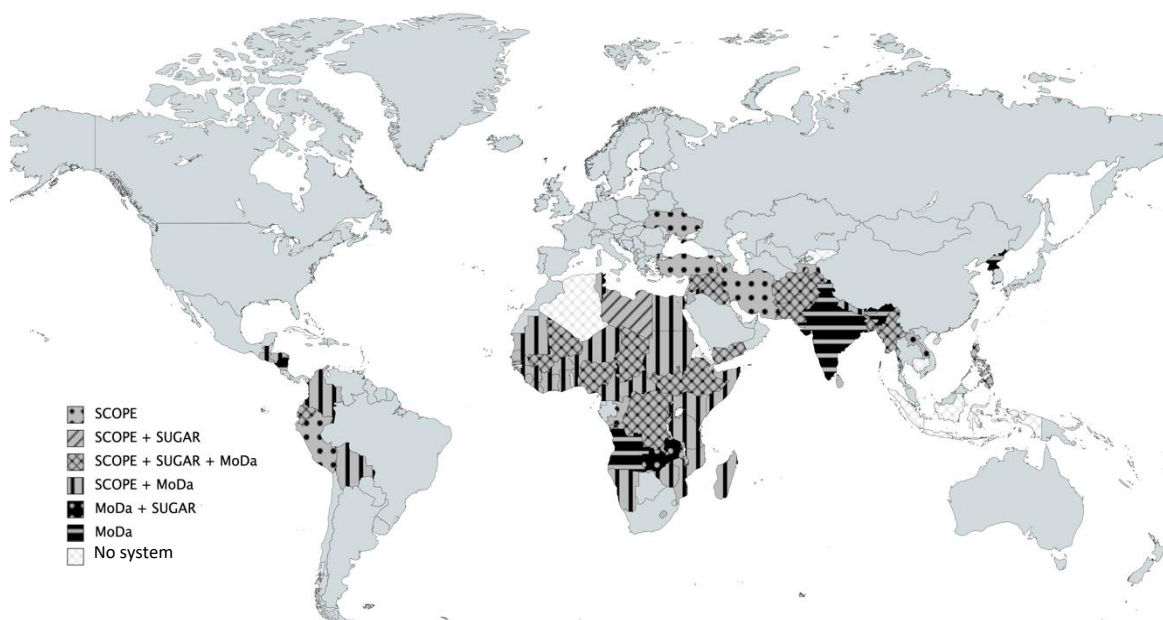 SCOPE
SCOPE + SUGAR
SCOPE + SUGAR + MoDa
SCOPE + MoDa
MoDa + SUGAR
MoDa
No system